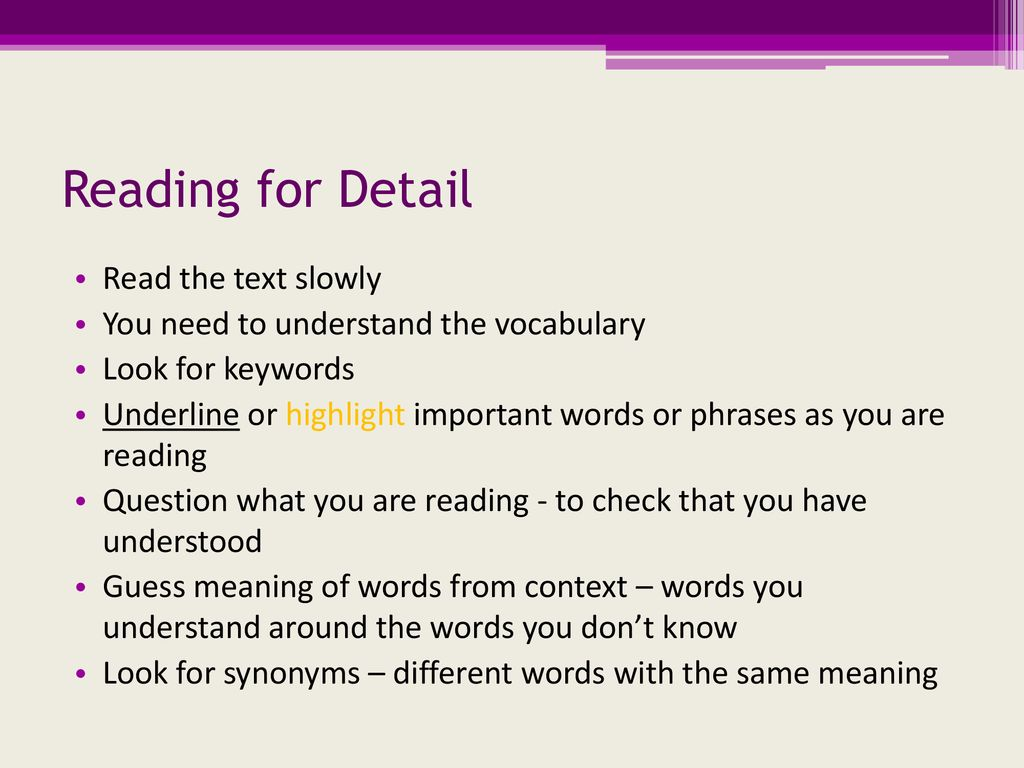 Reading for Detail
• Read the text slowly
• You need to understand the vocabulary
• Look for keywords
• Underline or highlight important words or phrases as you are
reading
• Question what you are reading - to check that you have
understood
• Guess meaning of words from context – words you
understand around the words you don’t know
• Look for synonyms – different words with the same meaning